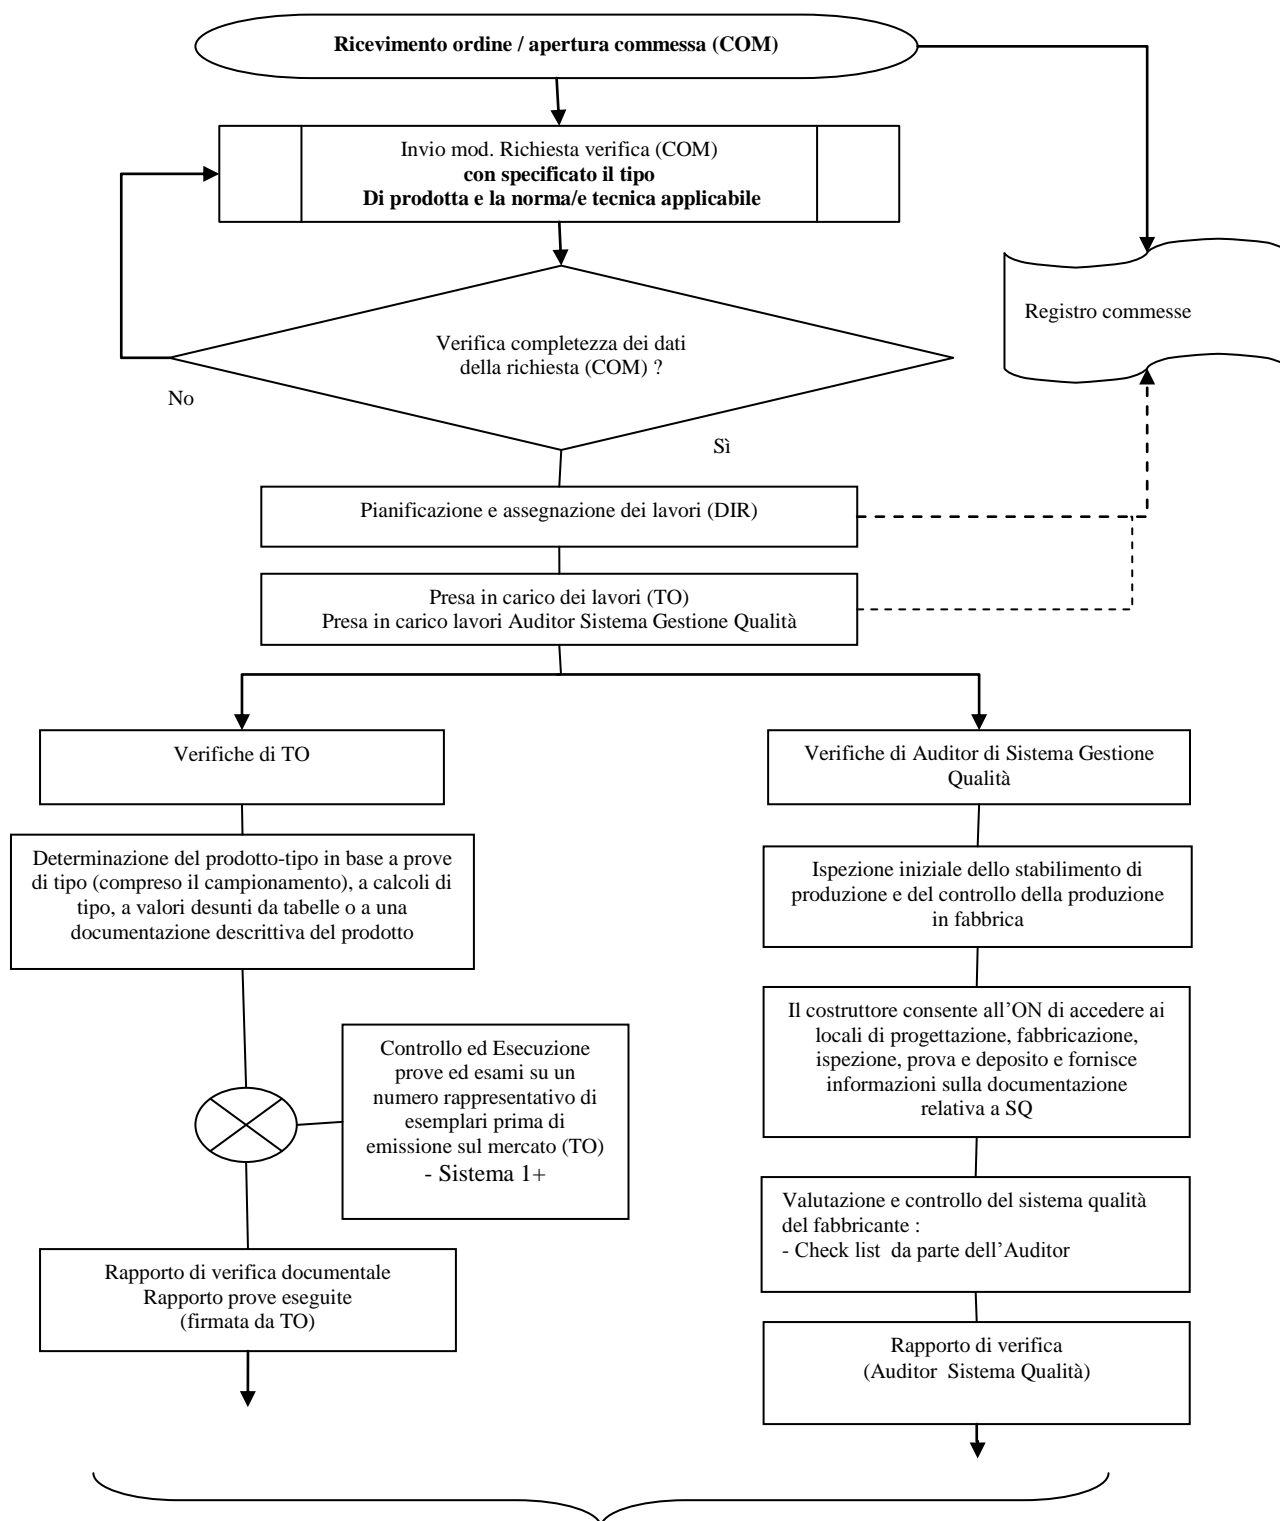 Ricevimento ordine / apertura commessa (COM)
Invio mod. Richiesta verifica (COM)
con specificato il tipo
Di prodotta e la norma/e tecnica applicabile
Registro commesse
Verifica completezza dei dati
della richiesta (COM) ?
No
Sì
Pianificazione e assegnazione dei lavori (DIR)
Presa in carico dei lavori (TO)
Presa in carico lavori Auditor Sistema Gestione Qualità
Verifiche di TO
Determinazione del prodotto-tipo in base a prove
di tipo (compreso il campionamento), a calcoli di
tipo, a valori desunti da tabelle o a una
documentazione descrittiva del prodotto
Controllo ed Esecuzione
prove ed esami su un
numero rappresentativo di
esemplari prima di
emissione sul mercato (TO)
- Sistema 1+
Rapporto di verifica documentale
Rapporto prove eseguite
(firmata da TO)
Verifiche di Auditor di Sistema Gestione
Qualità
Ispezione iniziale dello stabilimento di
produzione e del controllo della produzione
in fabbrica
Il costruttore consente all’ON di accedere ai
locali di progettazione, fabbricazione,
ispezione, prova e deposito e fornisce
informazioni sulla documentazione
relativa a SQ
Valutazione e controllo del sistema qualità
del fabbricante :
- Check list  da parte dell’Auditor
Rapporto di verifica
(Auditor  Sistema Qualità)